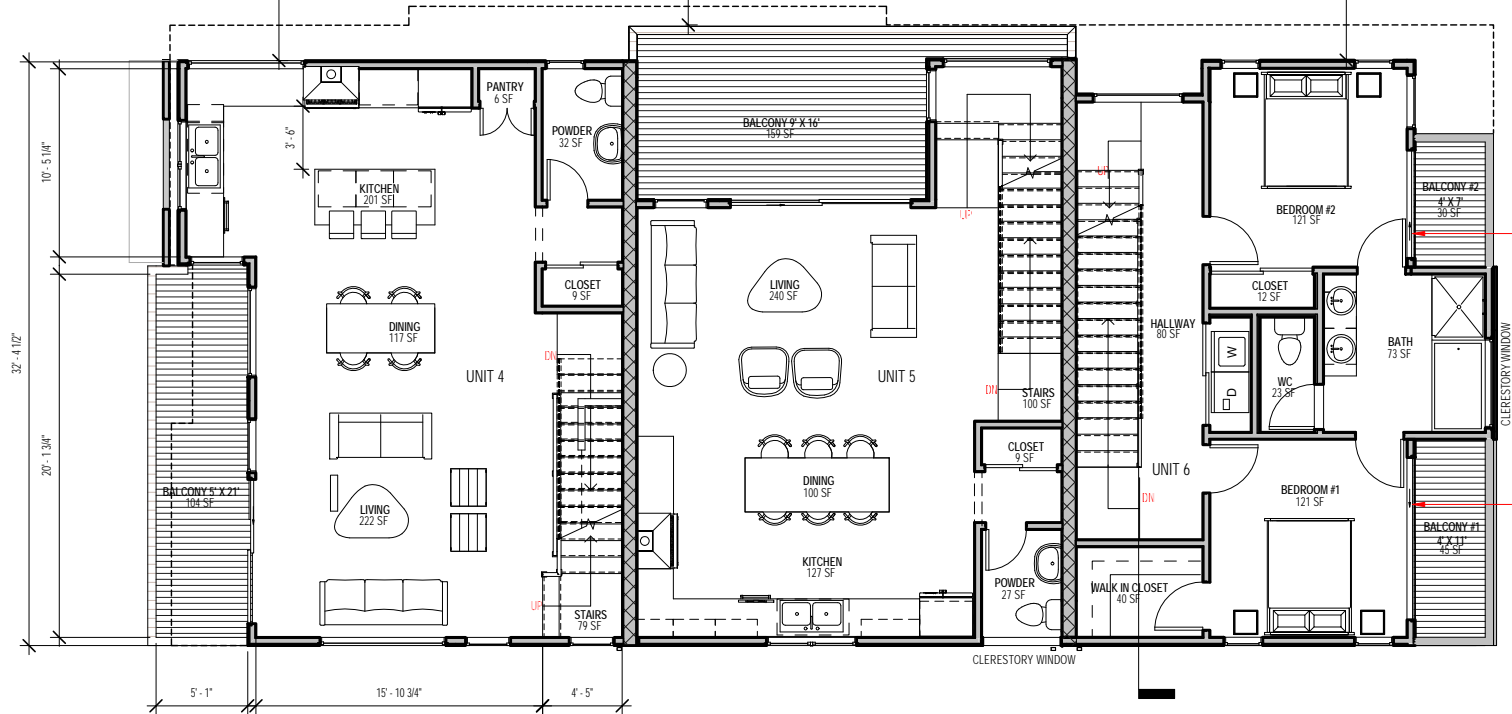 PANTRY
6 SF
POWDER
32 SF
3' - 6"
10' - 5 1/4"
KITCHEN
201 SF
CLOSET
9 SF
DINING
117 SF
UNIT 4
DN
32' - 4 1/2"
20' - 1 3/4"
BALCONY 5' X 21'
104 SF
LIVING
222 SF
UP
STAIRS
79 SF
5' - 1"
15' - 10 3/4"
4' - 5"
BALCONY 9' X 16'
159 SF
UP
LIVING
240 SF
UNIT 5
DN
STAIRS
100 SF
CLOSET
9 SF
DINING
100 SF
KITCHEN
127 SF
POWDER
27 SF
CLERESTORY WINDOW
UP
BEDROOM #2
121 SF
BALCONY #2
4' X 7'
30 SF
CLOSET
12 SF
HALLWAY
80 SF
W
D
WC
23 SF
BATH
73 SF
CLERESTORY WINDOW
UNIT 6
DN
BEDROOM #1
121 SF
BALCONY #1
4' X 11'
45 SF
WALK IN CLOSET
40 SF